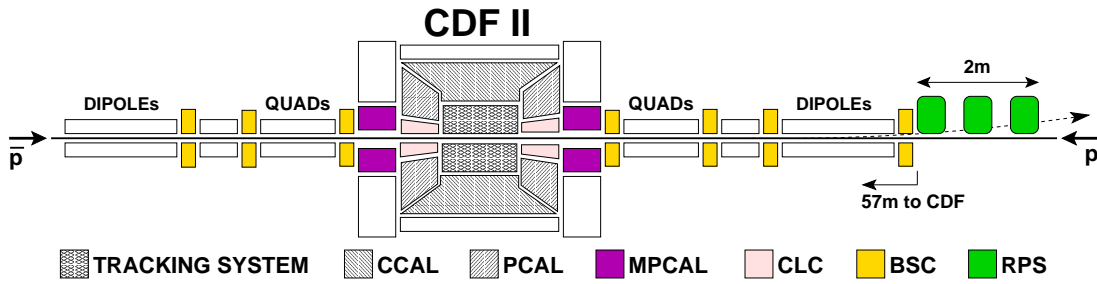 CDF II
2m
DIPOLEs QUADs QUADs DIPOLEs
p̅ p
57m to CDF
TRACKING SYSTEM CCAL PCAL MPCAL CLC BSC RPS